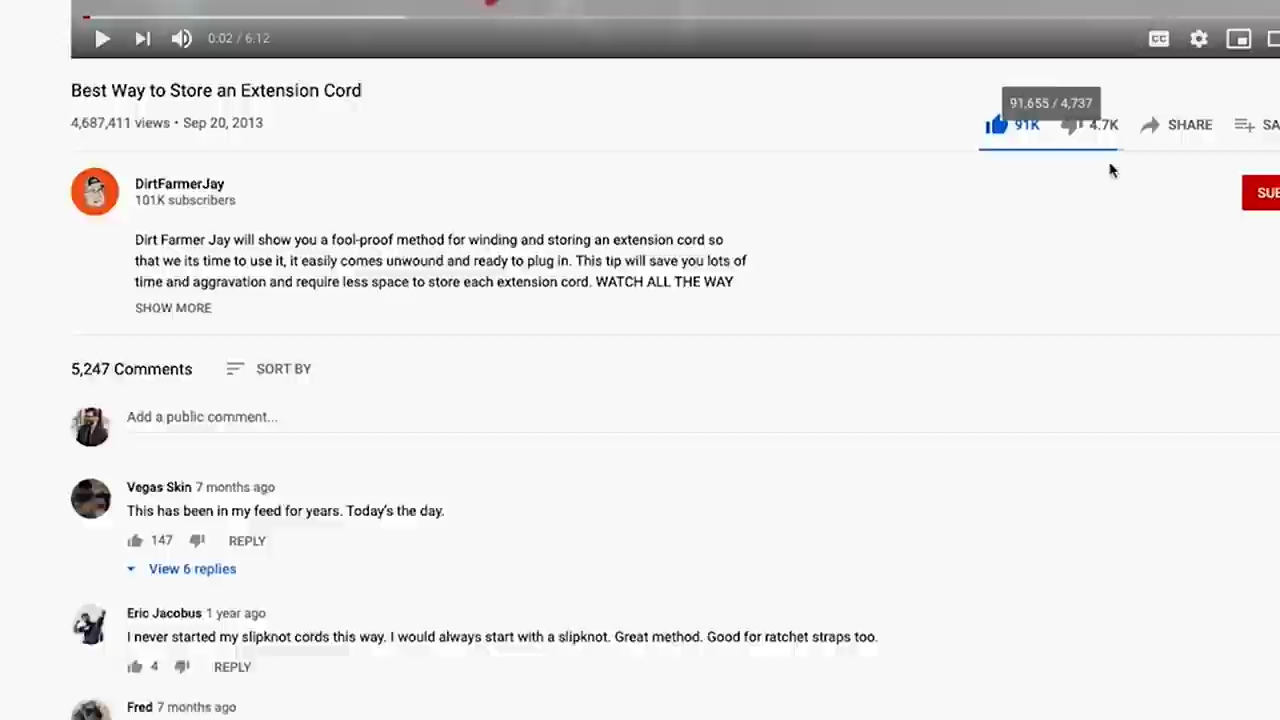 0:02 / 6:12
CC
Best Way to Store an Extension Cord
91,655 / 4,737
4,687,411 views • Sep 20, 2013
91K 4.7K SHARE SA
DirtFarmerJay
101K subscribers
SUB
Dirt Farmer Jay will show you a fool-proof method for winding and storing an extension cord so
that we its time to use it, it easily comes unwound and ready to plug in. This tip will save you lots of
time and aggravation and require less space to store each extension cord. WATCH ALL THE WAY
SHOW MORE
5,247 Comments SORT BY
Add a public comment...
Vegas Skin 7 months ago
This has been in my feed for years. Today's the day.
147 REPLY
View 6 replies
Eric Jacobus 1 year ago
I never started my slipknot cords this way. I would always start with a slipknot. Great method. Good for ratchet straps too.
4 REPLY
Fred 7 months ago